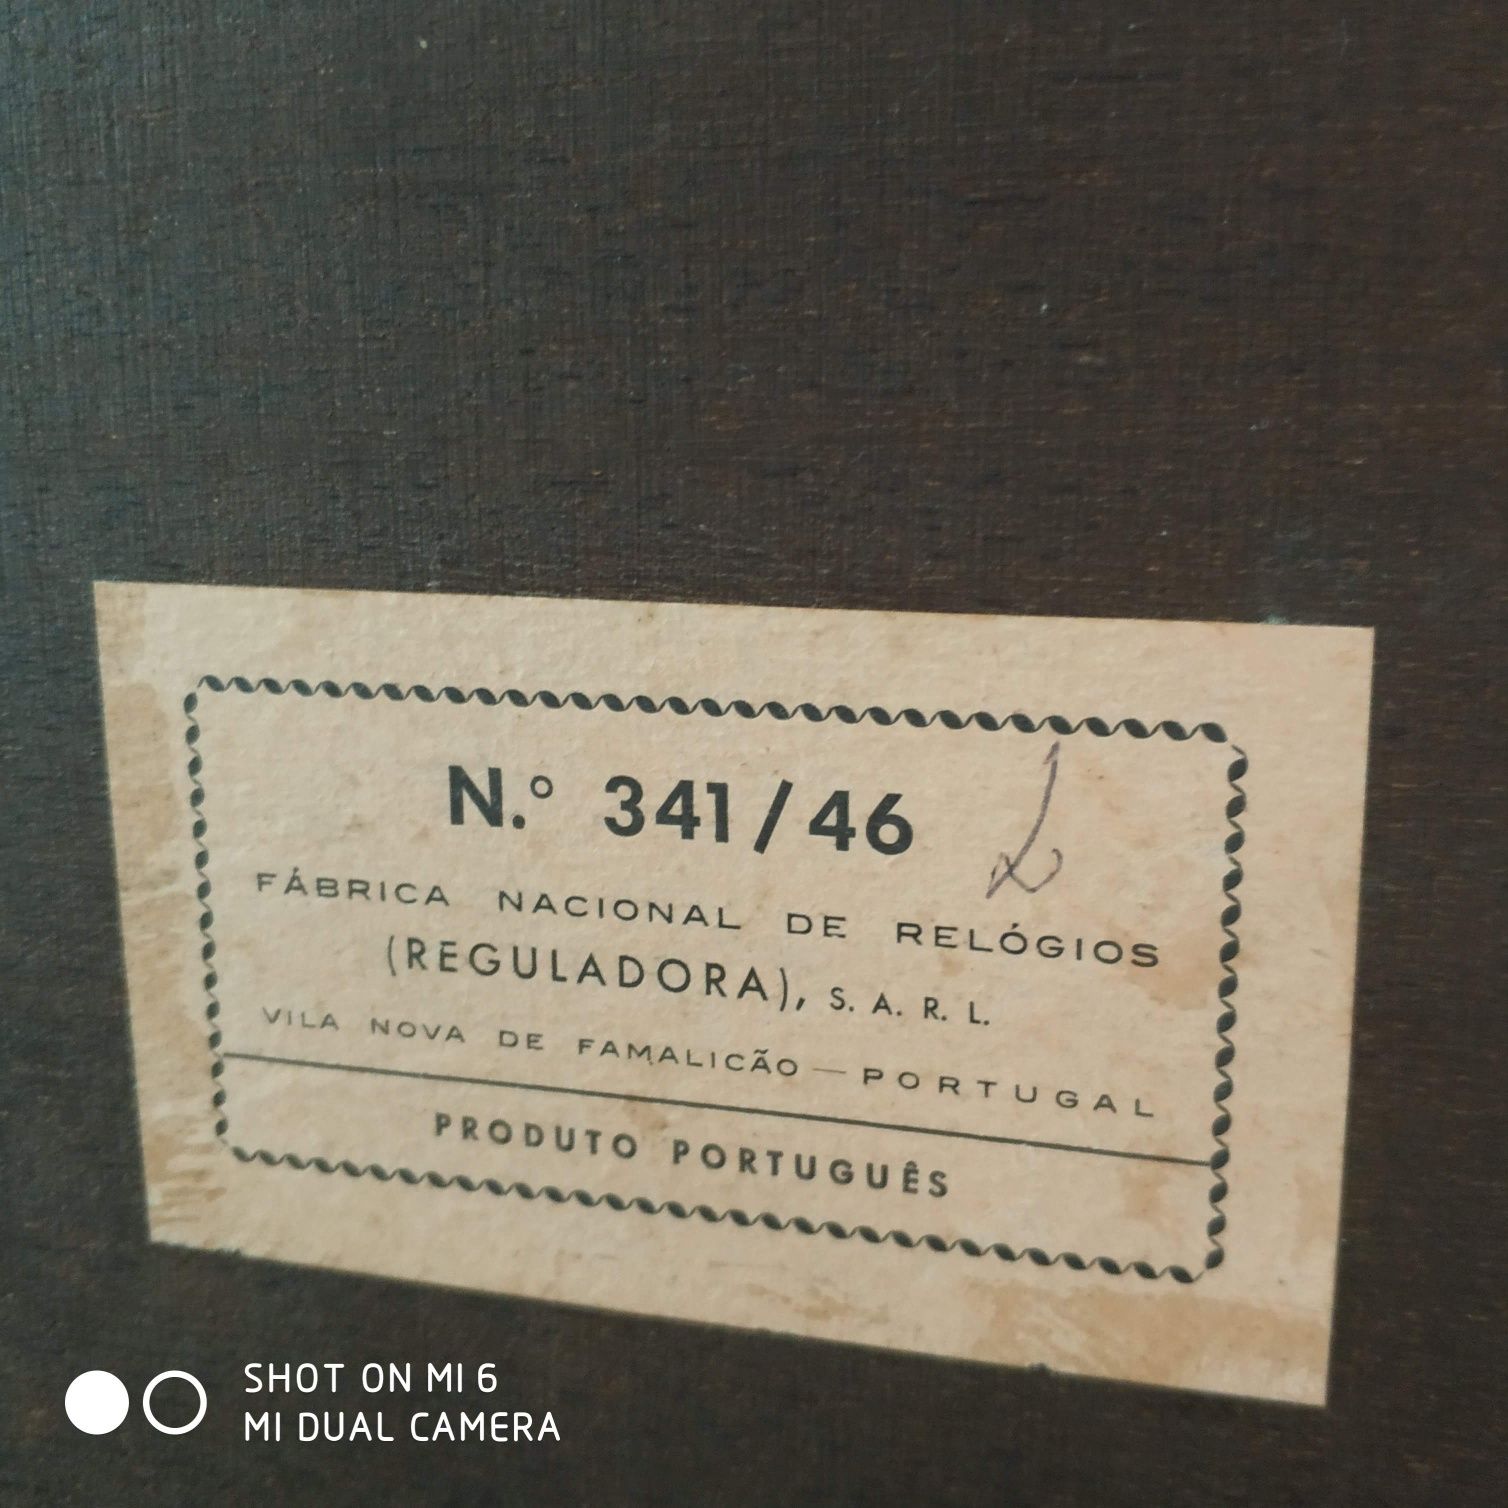 N.º 341/46
FÁBRICA NACIONAL DE RELÓGIOS
(REGULADORA), S. A. R. L.
VILA NOVA DE FAMALICÃO — PORTUGAL
PRODUTO PORTUGUÊS
SHOT ON MI 6
MI DUAL CAMERA